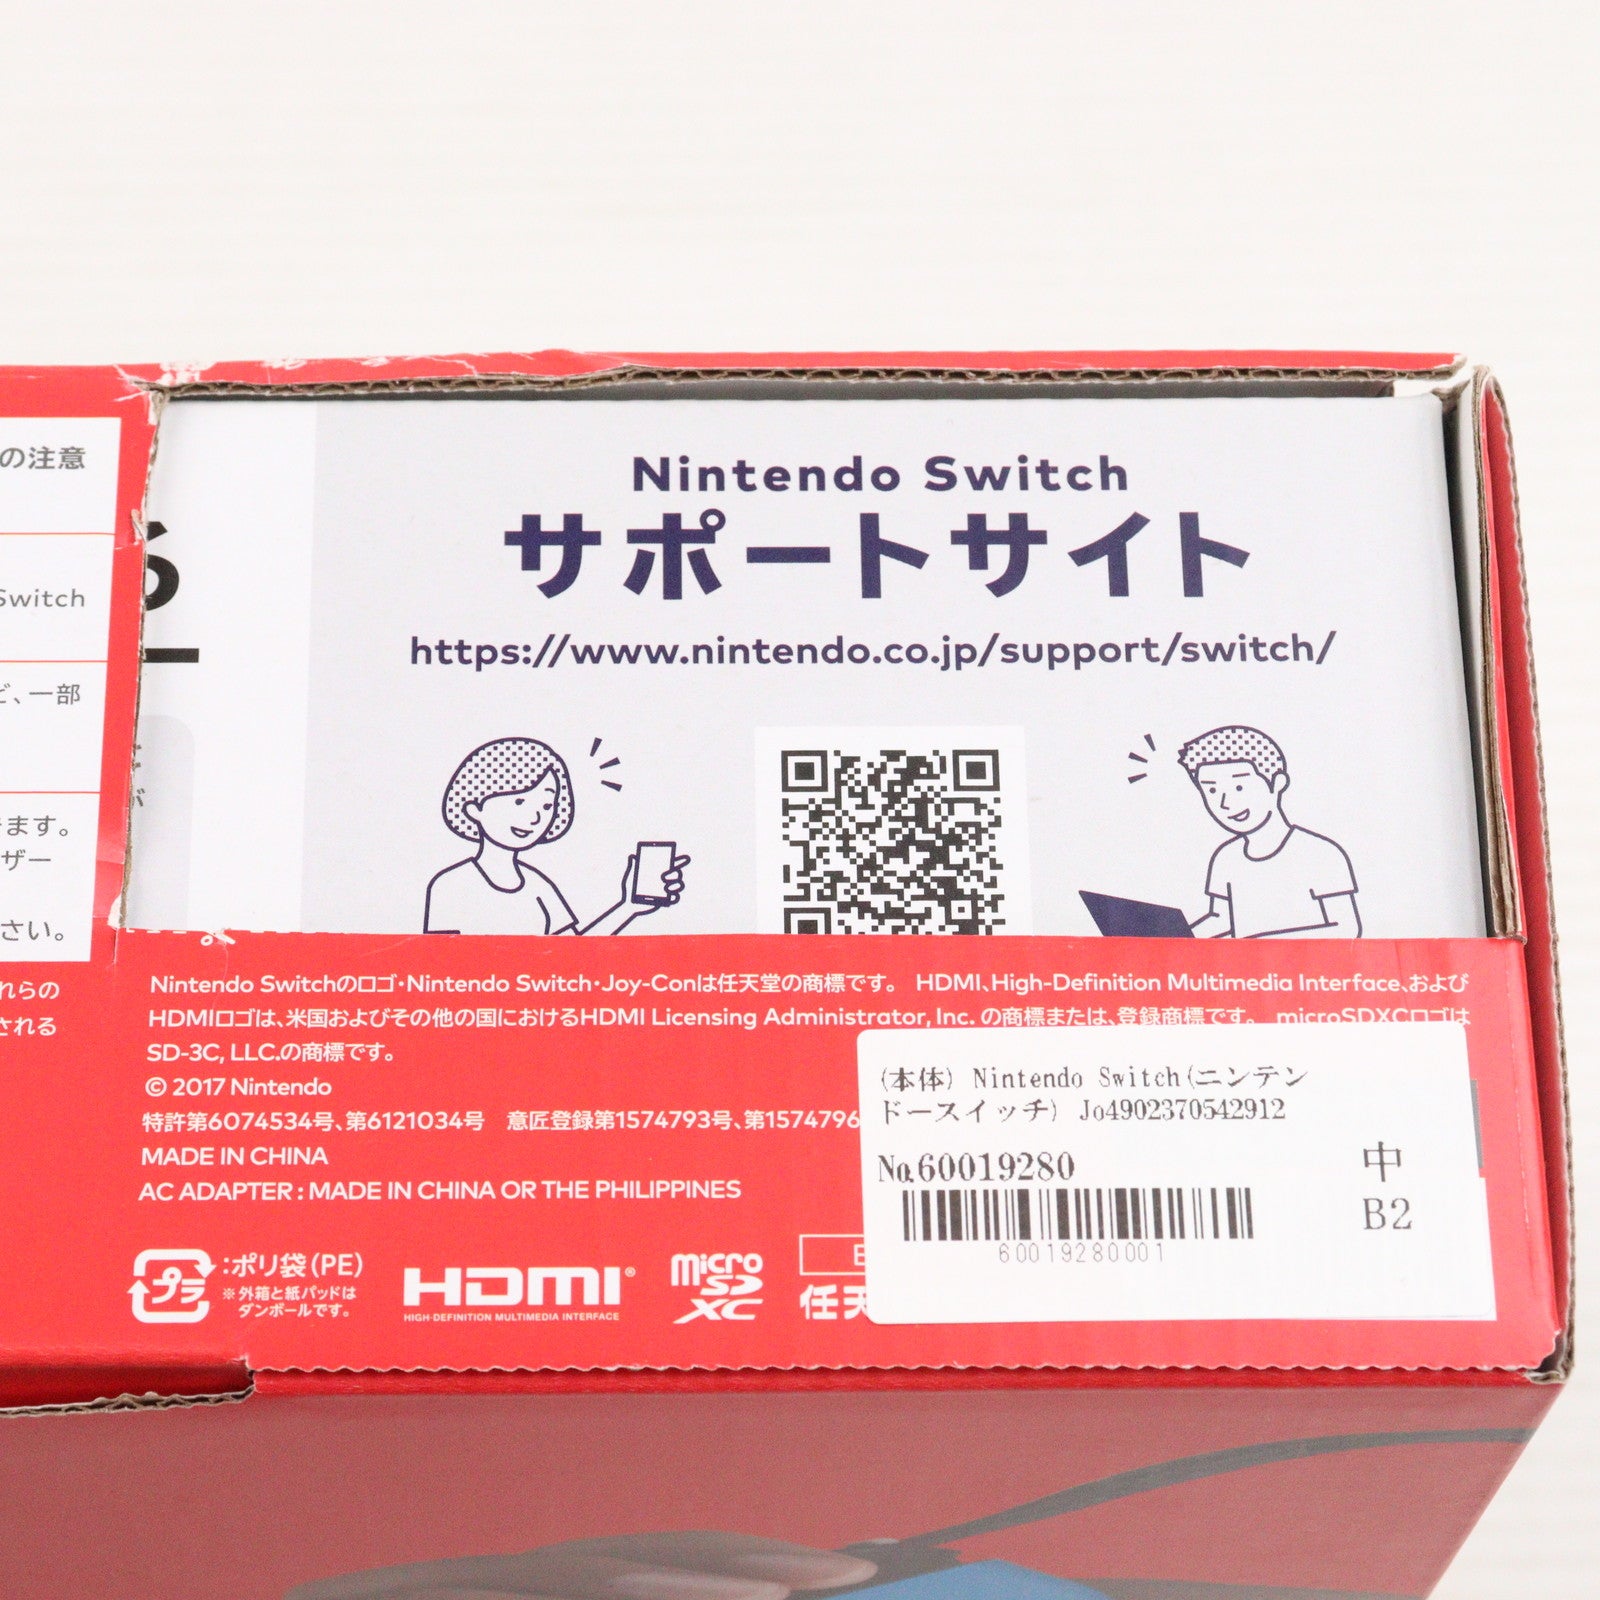 の注意
Switch
ビ、一部
きます。
ザー
さい。
れらの
される
Nintendo Switch
サポートサイト
https://www.nintendo.co.jp/support/switch/
Nintendo Switchのロゴ・Nintendo Switch・Joy-Conは任天堂の商標です。 HDMI、High-Definition Multimedia Interface、および
HDMIロゴは、米国およびその他の国におけるHDMI Licensing Administrator, Inc. の商標または、登録商標です。 microSDXCロゴは
SD-3C, LLC.の商標です。
© 2017 Nintendo
特許第6074534号、第6121034号 意匠登録第1574793号、第1574796
MADE IN CHINA
AC ADAPTER : MADE IN CHINA OR THE PHILIPPINES
プラ
:ポリ袋(PE)
※外箱と紙パッドは
ダンボールです。
HDMI®
HIGH-DEFINITION MULTIMEDIA INTERFACE
micro
SD
XC
任天
(本体) Nintendo Switch(ニンテン
ドースイッチ) Jo4902370542912
No.60019280
中
B2
60019280001